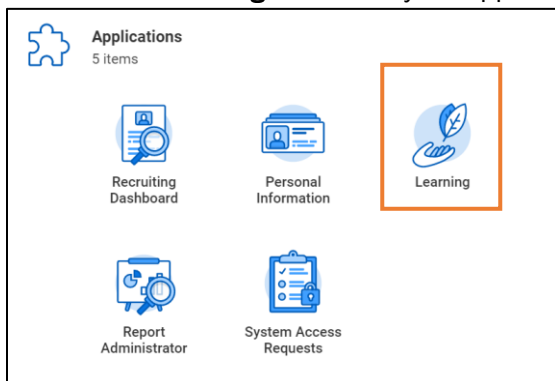 Applications
5 items
Recruiting
Dashboard
Personal
Information
Learning
Report
Administrator
System Access
Requests